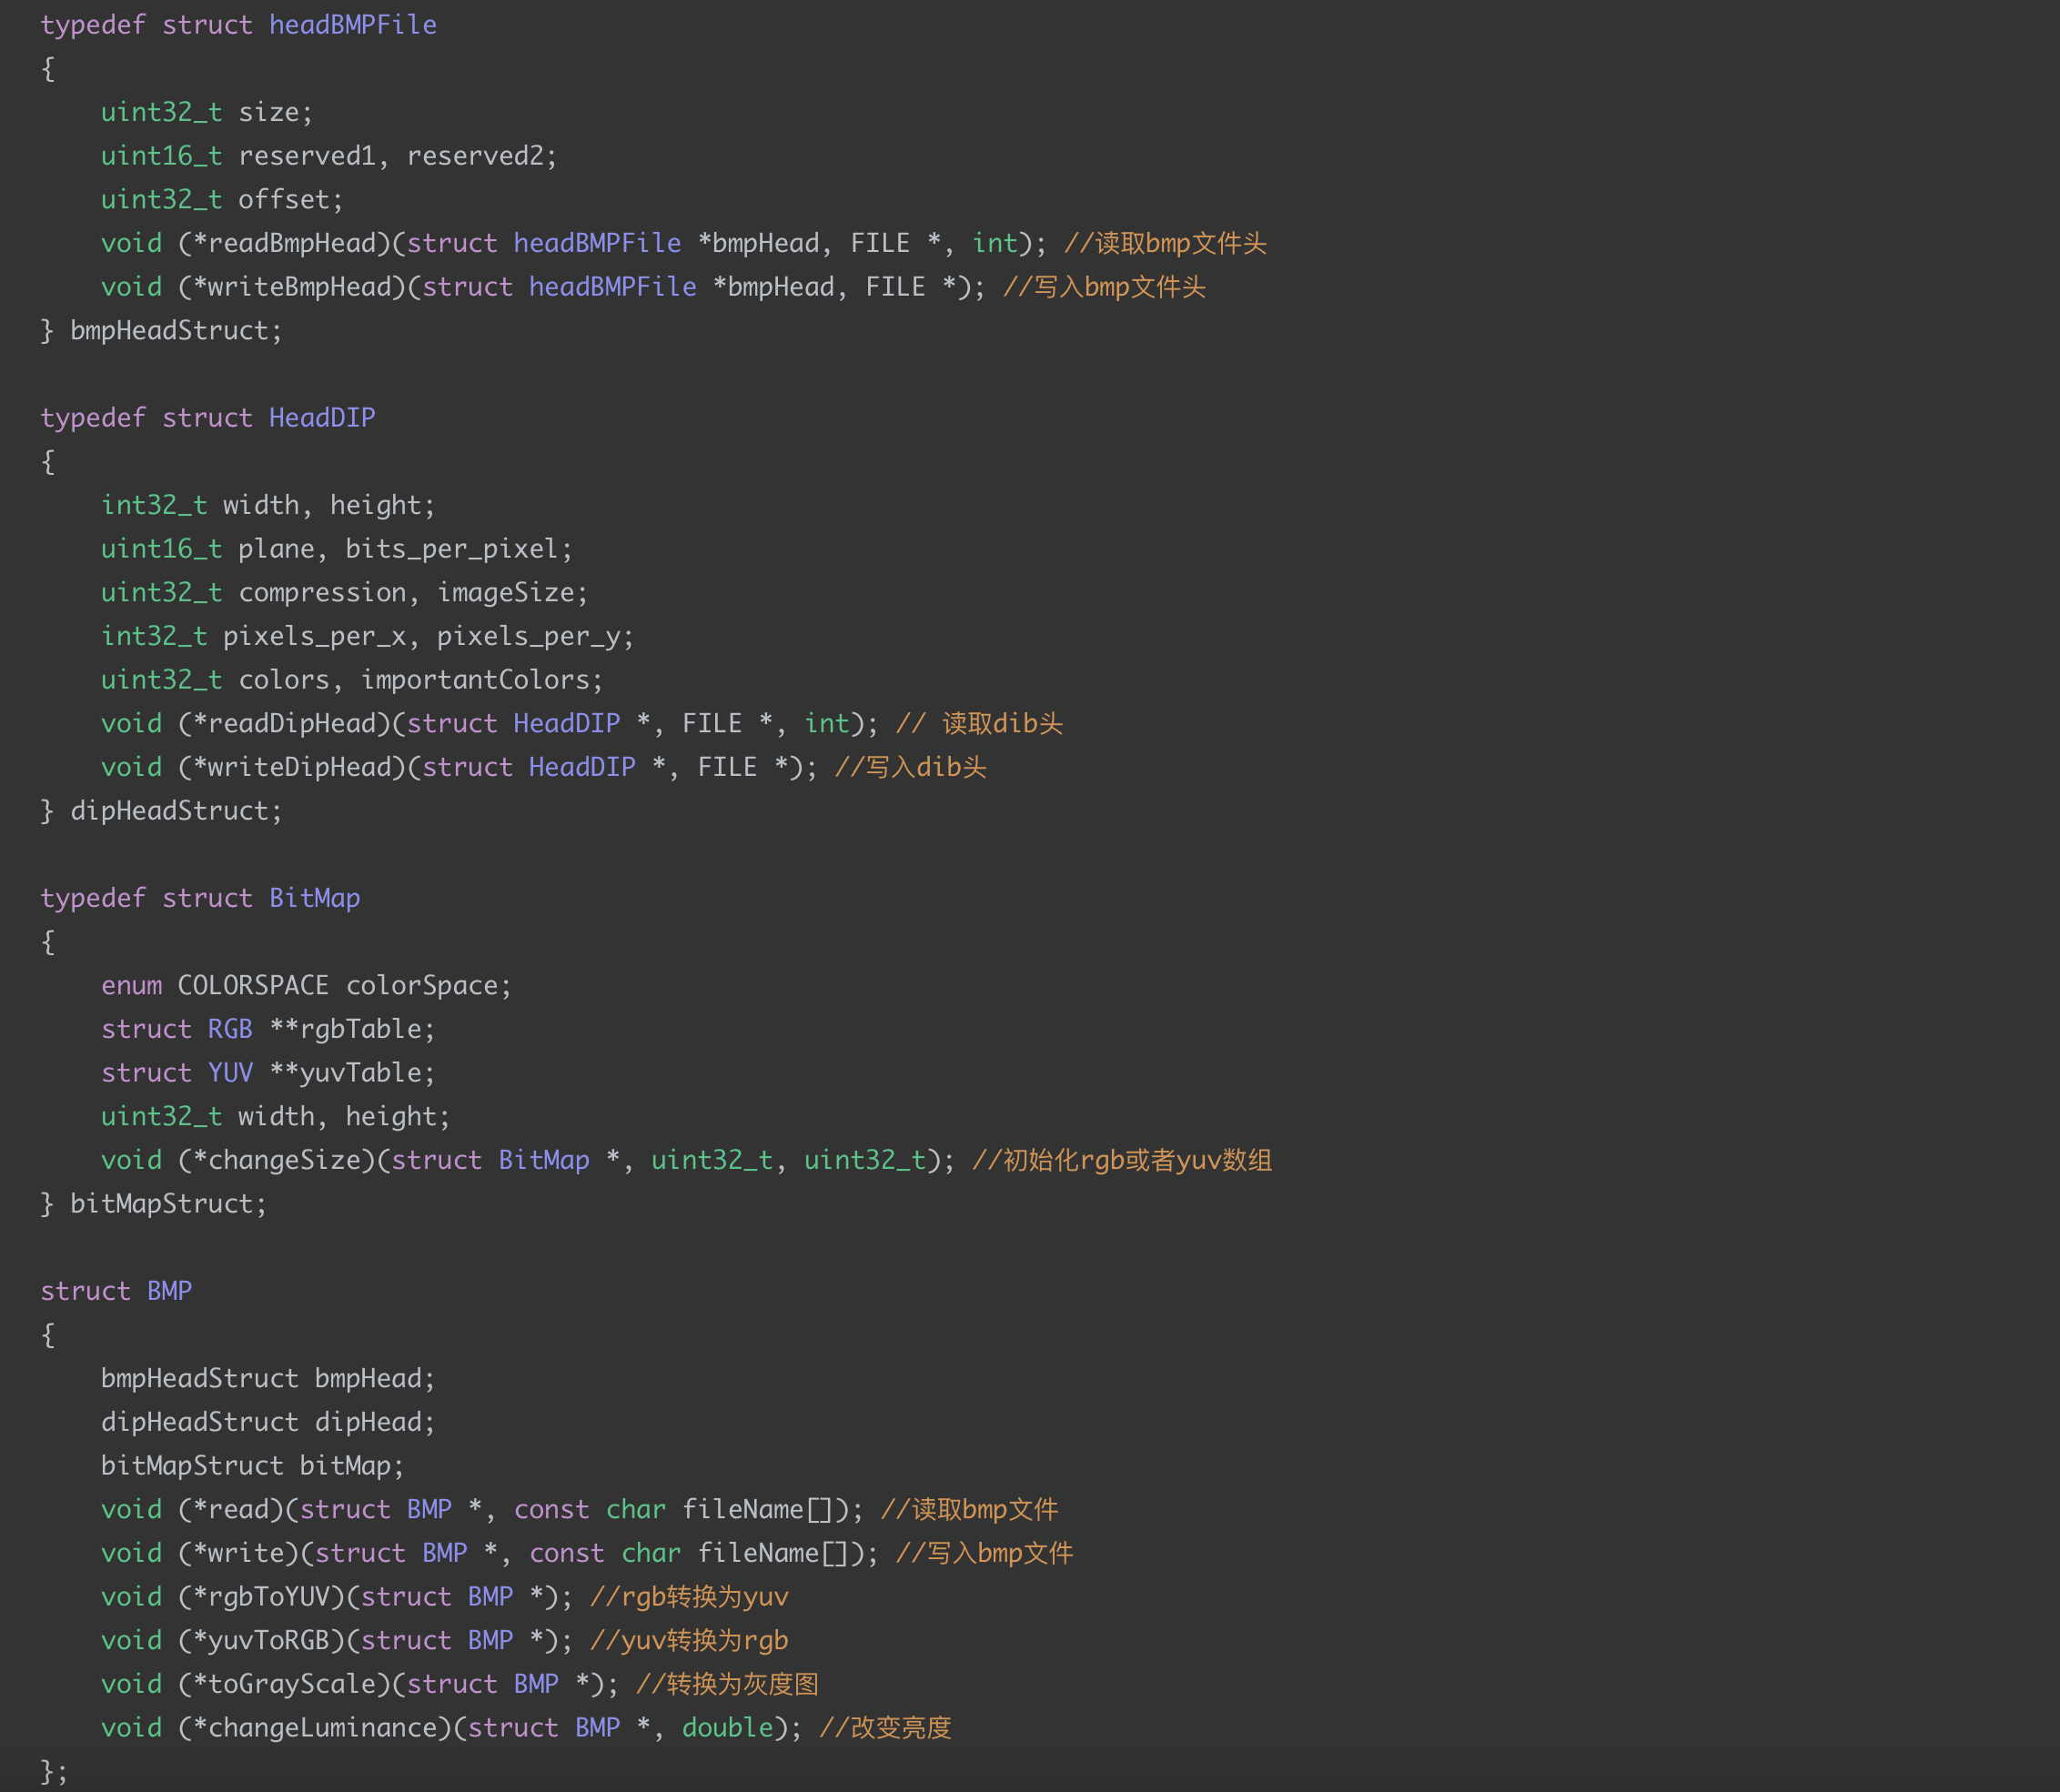 typedef struct headBMPFile
{
    uint32_t size;
    uint16_t reserved1, reserved2;
    uint32_t offset;
    void (*readBmpHead)(struct headBMPFile *bmpHead, FILE *, int); //读取bmp文件头
    void (*writeBmpHead)(struct headBMPFile *bmpHead, FILE *); //写入bmp文件头
} bmpHeadStruct;

typedef struct HeadDIP
{
    int32_t width, height;
    uint16_t plane, bits_per_pixel;
    uint32_t compression, imageSize;
    int32_t pixels_per_x, pixels_per_y;
    uint32_t colors, importantColors;
    void (*readDipHead)(struct HeadDIP *, FILE *, int); // 读取dib头
    void (*writeDipHead)(struct HeadDIP *, FILE *); //写入dib头
} dipHeadStruct;

typedef struct BitMap
{
    enum COLORSPACE colorSpace;
    struct RGB **rgbTable;
    struct YUV **yuvTable;
    uint32_t width, height;
    void (*changeSize)(struct BitMap *, uint32_t, uint32_t); //初始化rgb或者yuv数组
} bitMapStruct;

struct BMP
{
    bmpHeadStruct bmpHead;
    dipHeadStruct dipHead;
    bitMapStruct bitMap;
    void (*read)(struct BMP *, const char fileName[]); //读取bmp文件
    void (*write)(struct BMP *, const char fileName[]); //写入bmp文件
    void (*rgbToYUV)(struct BMP *); //rgb转换为yuv
    void (*yuvToRGB)(struct BMP *); //yuv转换为rgb
    void (*toGrayScale)(struct BMP *); //转换为灰度图
    void (*changeLuminance)(struct BMP *, double); //改变亮度
};